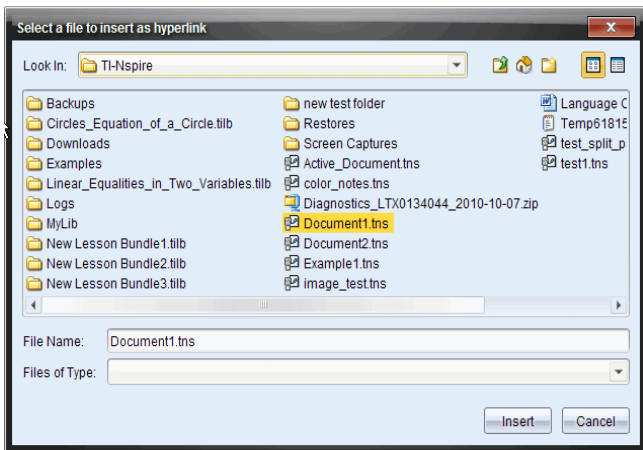 Select a file to insert as hyperlink
Look In: TI-Nspire
Backups
Circles_Equation_of_a_Circle.tilb
Downloads
Examples
Linear_Equalities_in_Two_Variables.tilb
Logs
MyLib
New Lesson Bundle1.tilb
New Lesson Bundle2.tilb
New Lesson Bundle3.tilb
new test folder
Restores
Screen Captures
Active_Document.tns
color_notes.tns
Diagnostics_LTX0134044_2010-10-07.zip
Document1.tns
Document2.tns
Example1.tns
image_test.tns
Language C
Temp61815
test_split_p
test1.tns
File Name: Document1.tns
Files of Type:
Insert Cancel